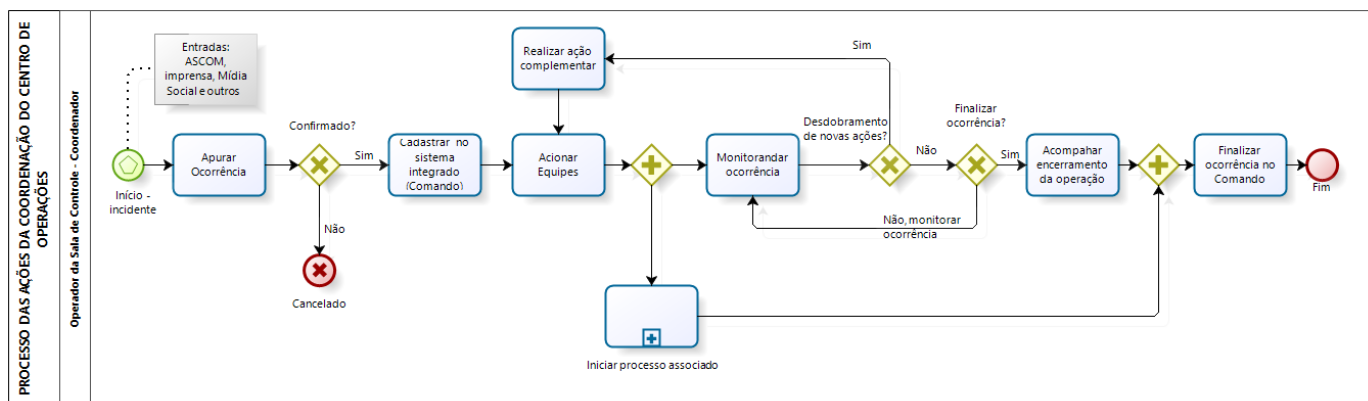 PROCESSO DAS AÇÕES DA COORDENAÇÃO DO CENTRO DE
OPERAÇÕES
Operador da Sala de Controle - Coordenador
Entradas:
ASCOM,
imprensa, Mídia
Social e outros
Início -
incidente
Apurar
Ocorrência
Confirmado?
Sim
Não
Cancelado
Cadastrar no
sistema
integrado
(Comando)
Realizar ação
complementar
Acionar
Equipes
Iniciar processo associado
Monitorandar
ocorrência
Desdobramento
de novas ações?
Sim
Não
Finalizar
ocorrência?
Não, monitorar
ocorrência
Sim
Acompahar
encerramento
da operação
Finalizar
ocorrência no
Comando
Fim